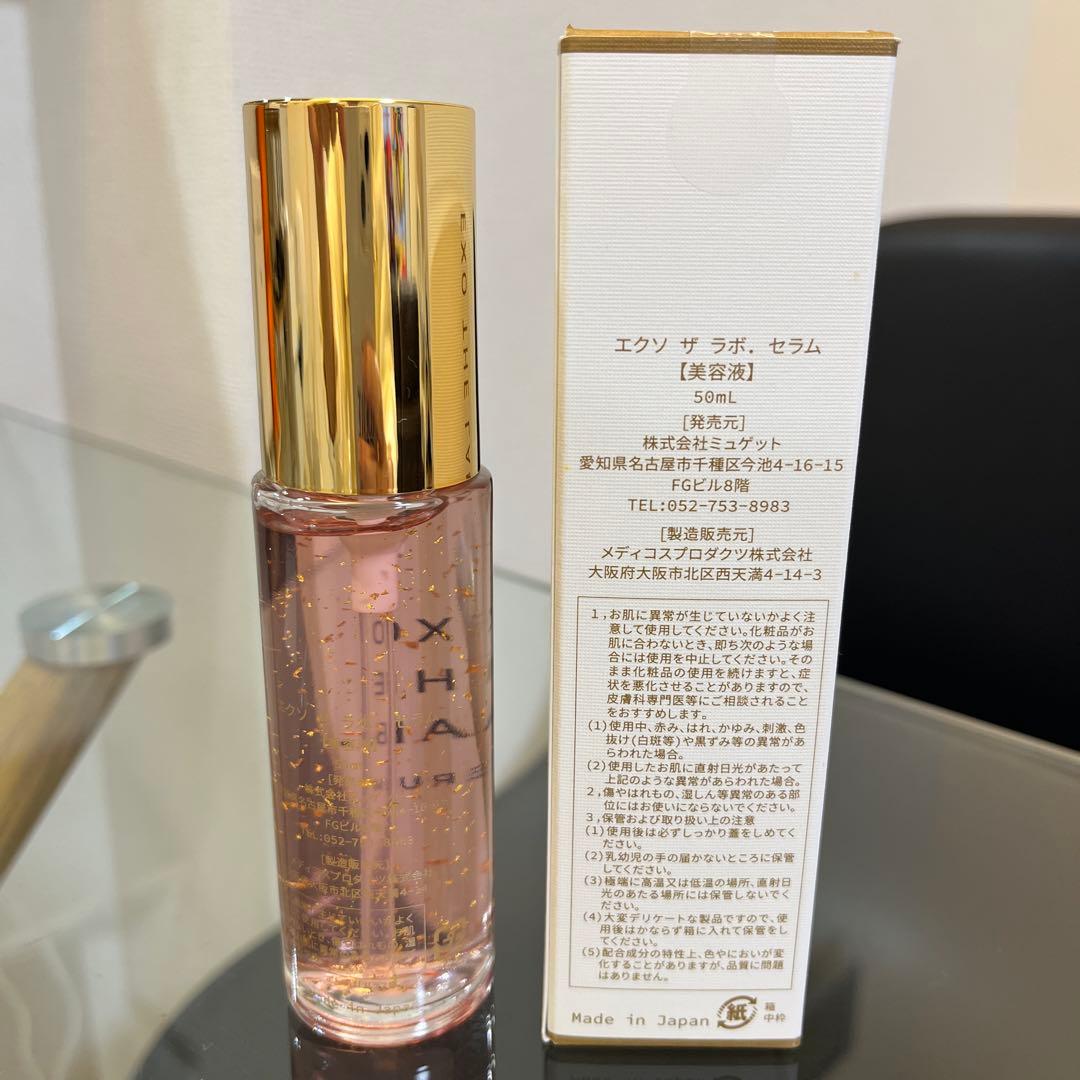 EXO THE
エクソ ザ ラボ. セラム
【美容液】
50mL
[発売元]
株式会社ミュゲット
愛知県名古屋市千種区今池4-16-15
FGビル8階
TEL:052-753-8983
[製造販売元]
メディコスプロダクツ株式会社
大阪府大阪市北区西天満4-14-3
1,お肌に異常が生じていないかよく注
意して使用してください。化粧品がお
肌に合わないとき、即ち次のような場
合には使用を中止してください。その
まま化粧品の使用を続けますと、症
状を悪化させることがありますので、
皮膚科専門医等にご相談されること
をおすすめします。
(1)使用中、赤み、はれ、かゆみ、刺激、色
抜け(白斑等)や黒ずみ等の異常があ
らわれた場合。
(2)使用したお肌に直射日光があたって
上記のような異常があらわれた場合。
2,傷やはれもの、湿しん等異常のある部
位にはお使いにならないでください。
3,保管および取り扱い上の注意
(1)使用後は必ずしっかり蓋をしめてく
ださい。
(2)乳幼児の手の届かないところに保管
してください。
(3)極端に高温又は低温の場所、直射日
光のあたる場所には保管しないでく
ださい。
(4)大変デリケートな製品ですので、使
用後はかならず箱に入れて保管をし
てください。
(5)配合成分の特性上、色やにおいが変
化することがありますが、品質に問題
はありません。
Made in Japan
紙
箱
中枠
FGビル
TEL:052-75
[製造販売元]
in Japan